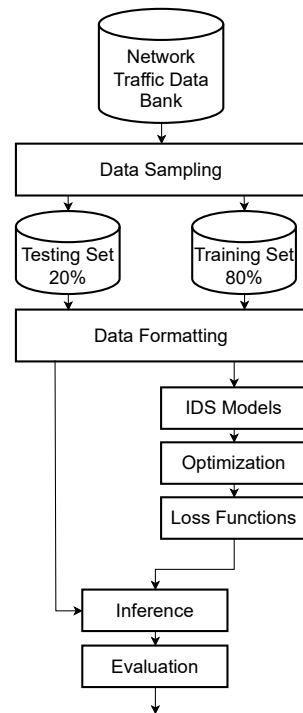 Network
Traffic Data
Bank
Data Sampling
Testing Set
20%
Training Set
80%
Data Formatting
IDS Models
Optimization
Loss Functions
Inference
Evaluation